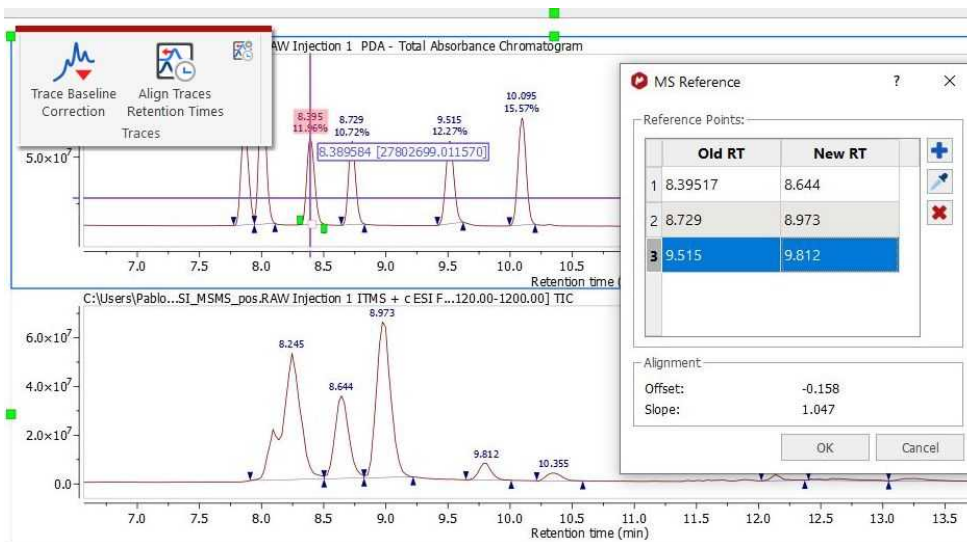 Trace Baseline
Correction
Align Traces
Retention Times
Traces
AW Injection 1 PDA - Total Absorbance Chromatogram
8.395
11.96%
8.729
10.72%
9.515
12.27%
10.095
15.57%
8.389584 [27802699.011570]
5.0×10⁷
7.0 7.5 8.0 8.5 9.0 9.5 10.0 10.5
Retention time (
C:\Users\Pablo...SI_MSMS_pos.RAW Injection 1 ITMS + c ESI F...120.00-1200.00] TIC
8.245
8.644
8.973
9.812
10.355
6.0×10⁷
4.0×10⁷
2.0×10⁷
0.0
7.0 7.5 8.0 8.5 9.0 9.5 10.0 10.5 11.0 11.5 12.0 12.5 13.0 13.5
Retention time (min)
MS Reference
?
Reference Points:
Old RT New RT
1 8.39517 8.644
2 8.729 8.973
3 9.515 9.812
Alignment
Offset: -0.158
Slope: 1.047
OK Cancel